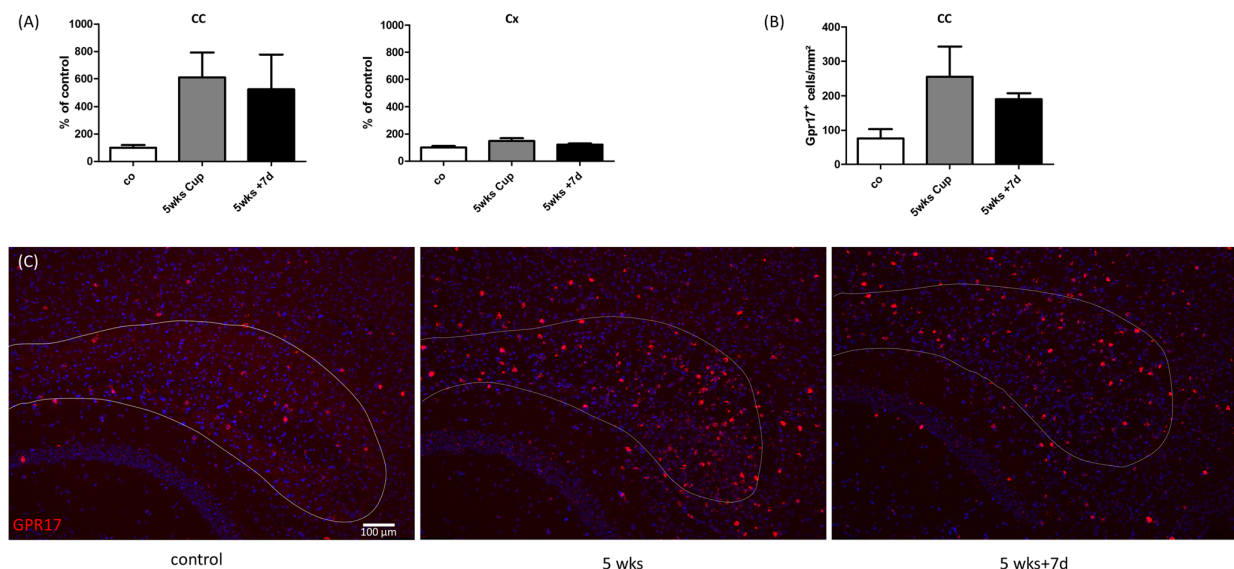 (A)
CC
% of control
1000
800
600
400
200
0
co
5wks Cup
5wks +7d
Cx
% of control
1000
800
600
400
200
0
co
5wks Cup
5wks +7d
(B)
CC
Gpr17⁺ cells/mm²
400
300
200
100
0
co
5wks Cup
5wks +7d
(C)
GPR17
100 µm
control
5 wks
5 wks+7d